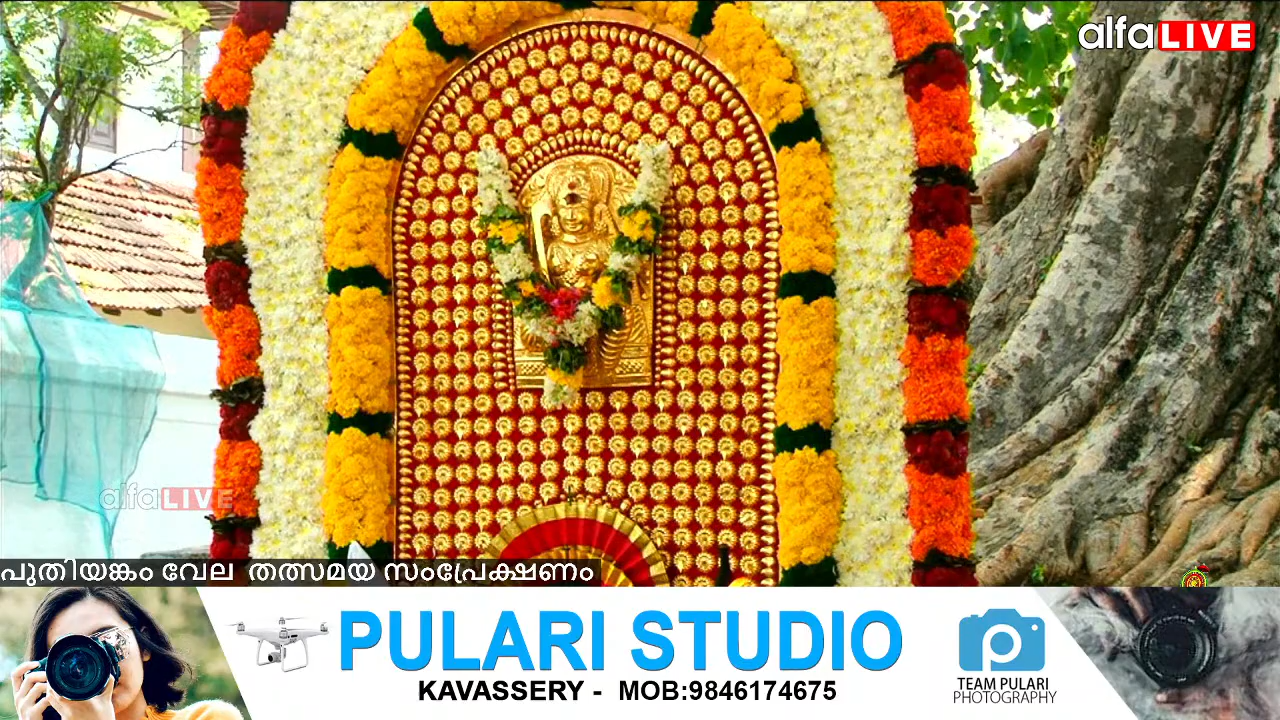 alfaLIVE
alfaLIVE
പുതിയങ്കം വേല തത്സമയ സംപ്രേക്ഷണം
PULARI STUDIO
KAVASSERY - MOB:9846174675
TEAM PULARI
PHOTOGRAPHY